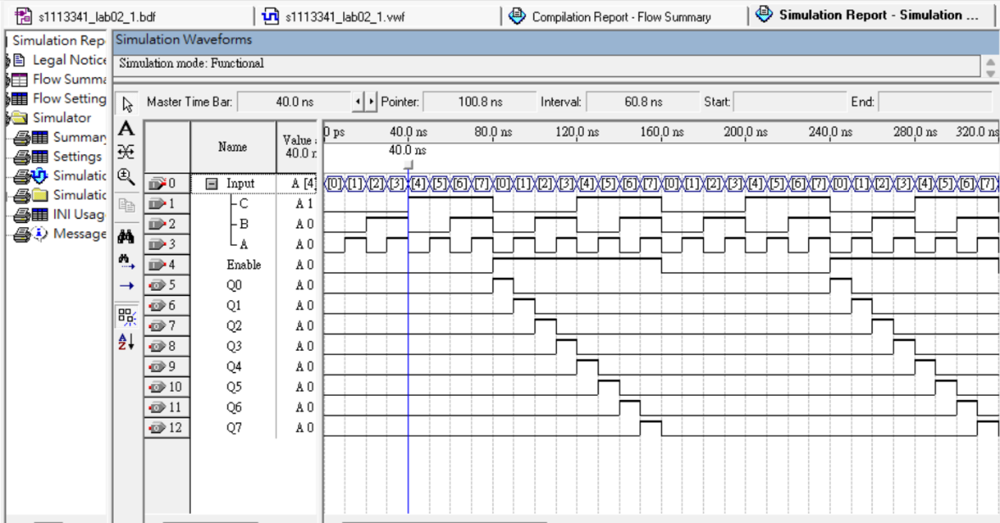 s1113341_lab02_1.bdf s1113341_lab02_1.vwf Compilation Report - Flow Summary Simulation Report - Simulation ...
Simulation Rep
Legal Notice
Flow Summa
Flow Setting
Simulator
Summar
Settings
Simulatic
Simulatic
INI Usag
Message
Simulation Waveforms
Simulation mode: Functional
Master Time Bar: 40.0 ns Pointer: 100.8 ns Interval: 60.8 ns Start: End:
Name Value a 40.0 n
0 ps 40.0 ns 80.0 ns 120.0 ns 160.0 ns 200.0 ns 240.0 ns 280.0 ns 320.0 ns
40.0 ns
0 Input A [4] [0] [1] [2] [3] [4] [5] [6] [7] [0] [1] [2] [3] [4] [5] [6] [7] [0] [1] [2] [3] [4] [5] [6] [7] [0] [1] [2] [3] [4] [5] [6] [7]
1 C A 1
2 B A 0
3 A A 0
4 Enable A 0
5 Q0 A 0
6 Q1 A 0
7 Q2 A 0
8 Q3 A 0
9 Q4 A 0
10 Q5 A 0
11 Q6 A 0
12 Q7 A 0